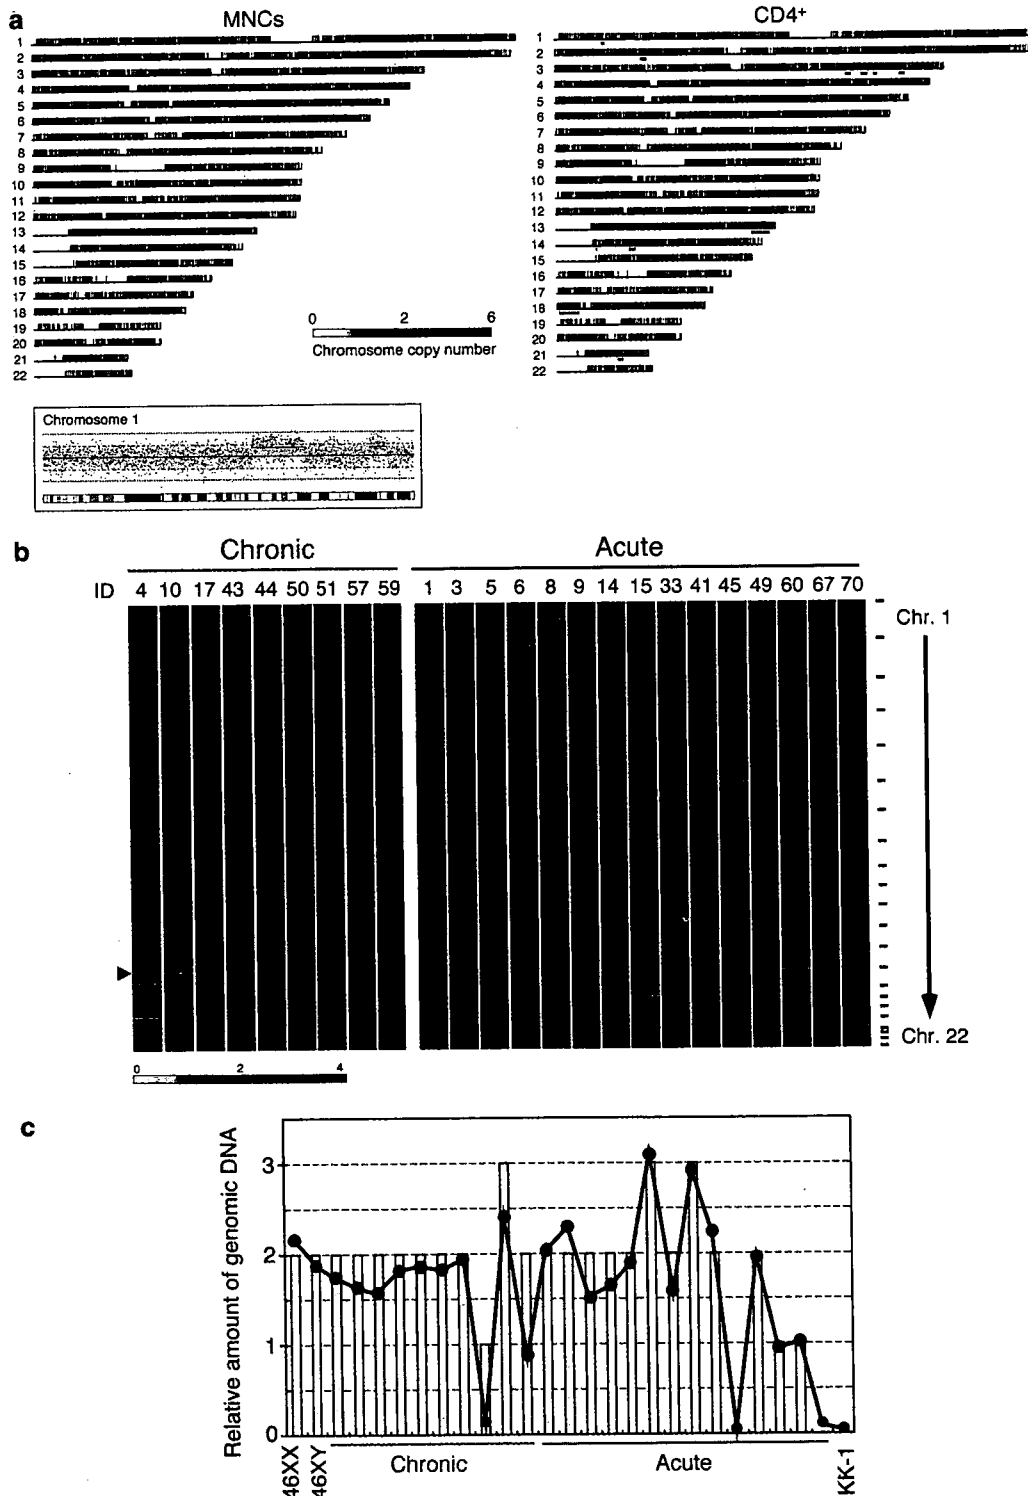 a
MNCs
CD4+
1
2
3
4
5
6
7
8
9
10
11
12
13
14
15
16
17
18
19
20
21
22
1
2
3
4
5
6
7
8
9
10
11
12
13
14
15
16
17
18
19
20
21
22
0 2 6
Chromosome copy number
Chromosome 1
b
Chronic
Acute
ID 4 10 17 43 44 50 51 57 59 1 3 5 6 8 9 14 15 33 41 45 49 60 67 70
Chr. 1
Chr. 22
0 2 4
c
Relative amount of genomic DNA
3
2
1
0
46XX
46XY
Chronic
Acute
KK-1